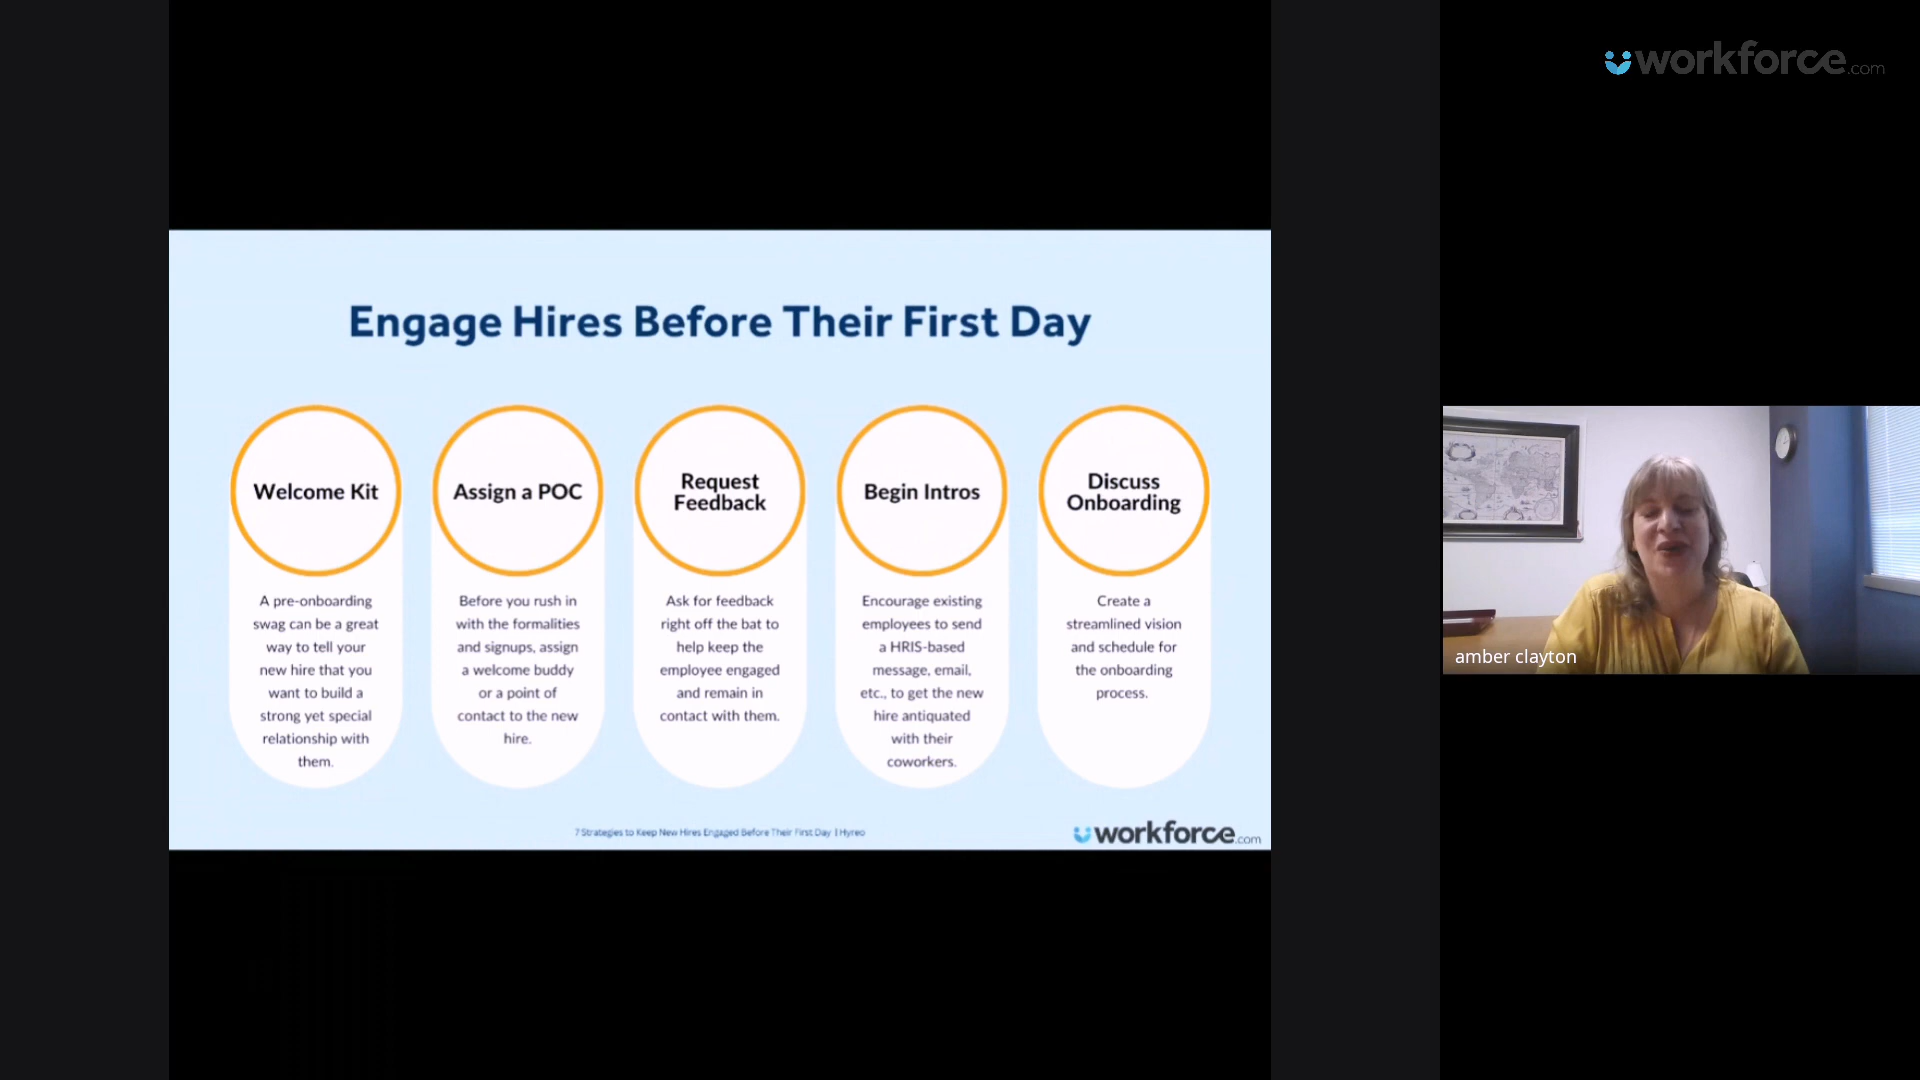 workforce.com
Engage Hires Before Their First Day
Welcome Kit
A pre-onboarding
swag can be a great
way to tell your
new hire that you
want to build a
strong yet special
relationship with
them.
Assign a POC
Before you rush in
with the formalities
and signups, assign
a welcome buddy
or a point of
contact to the new
hire.
Request
Feedback
Ask for feedback
right off the bat to
help keep the
employee engaged
and remain in
contact with them.
Begin Intros
Encourage existing
employees to send
a HRIS-based
message, email,
etc., to get the new
hire antiquated
with their
coworkers.
Discuss
Onboarding
Create a
streamlined vision
and schedule for
the onboarding
process.
7 Strategies to Keep New Hires Engaged Before Their First Day | Hyreo
workforce.com
amber clayton